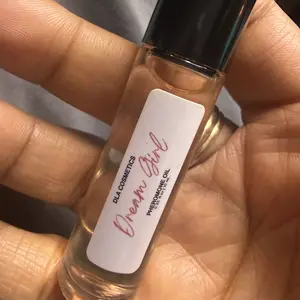 DLA COSMETICS
Dream Girl
PHEROMONE OIL